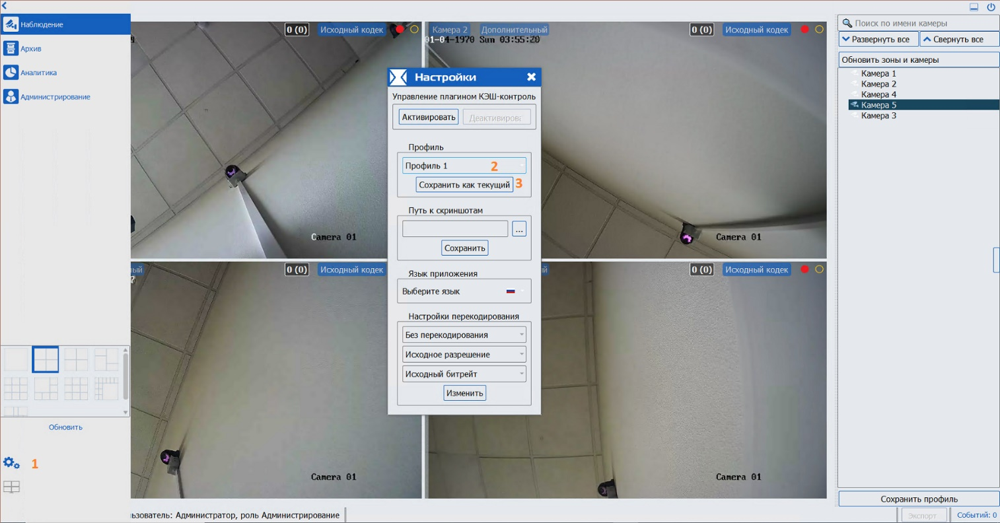 Наблюдение
Архив
Аналитика
Администрирование
Обновить
1
0 (0)
Исходный кодек
Camera 01
Камера 2
Дополнительный
01-04-1970 Sun 03:55:20
0 (0)
Исходный кодек
Camera 01
ный
0 (0)
Исходный кодек
Camera 01
й
0 (0)
Исходный кодек
Camera 01
Настройки
Управление плагином КЭШ-контроль
Активировать
Деактивирова
Профиль
Профиль 1
2
Сохранить как текущий
3
Путь к скриншотам
...
Сохранить
Язык приложения
Выберите язык
Настройки перекодирования
Без перекодирования
Исходное разрешение
Исходный битрейт
Изменить
Поиск по имени камеры
Развернуть все
Свернуть все
Обновить зоны и камеры
Камера 1
Камера 2
Камера 4
Камера 5
Камера 3
Сохранить профиль
льзователь: Администратор, роль Администрирование
Экспорт
Событий: 0